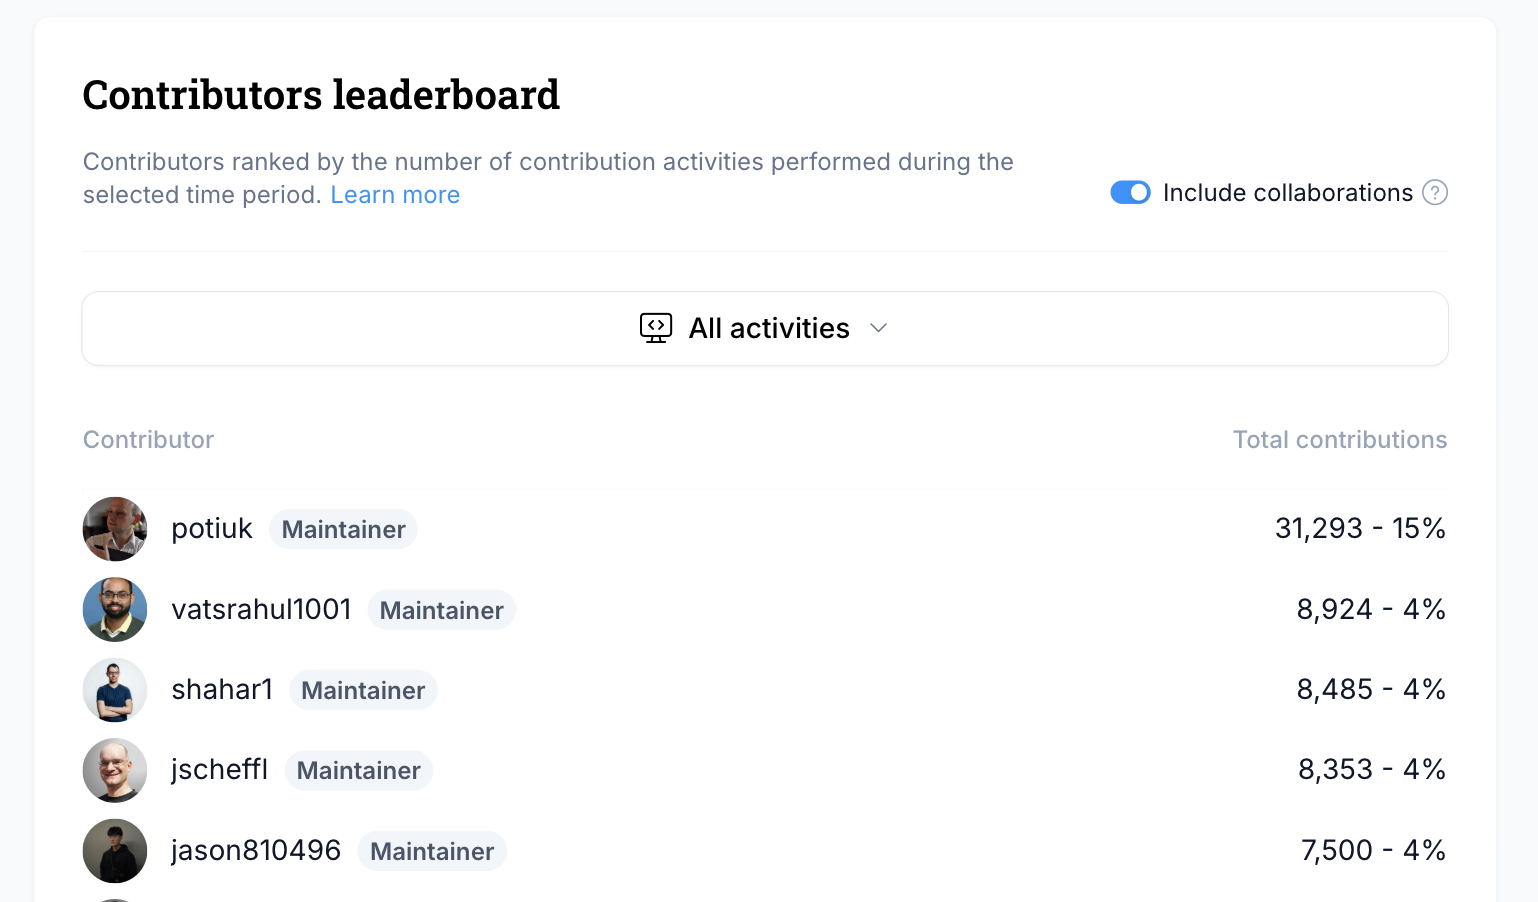 Contributors leaderboard
Contributors ranked by the number of contribution activities performed during the
selected time period. Learn more
Include collaborations ?
All activities
Contributor Total contributions
potiuk Maintainer 31,293 - 15%
vatsrahul1001 Maintainer 8,924 - 4%
shahar1 Maintainer 8,485 - 4%
jscheffl Maintainer 8,353 - 4%
jason810496 Maintainer 7,500 - 4%